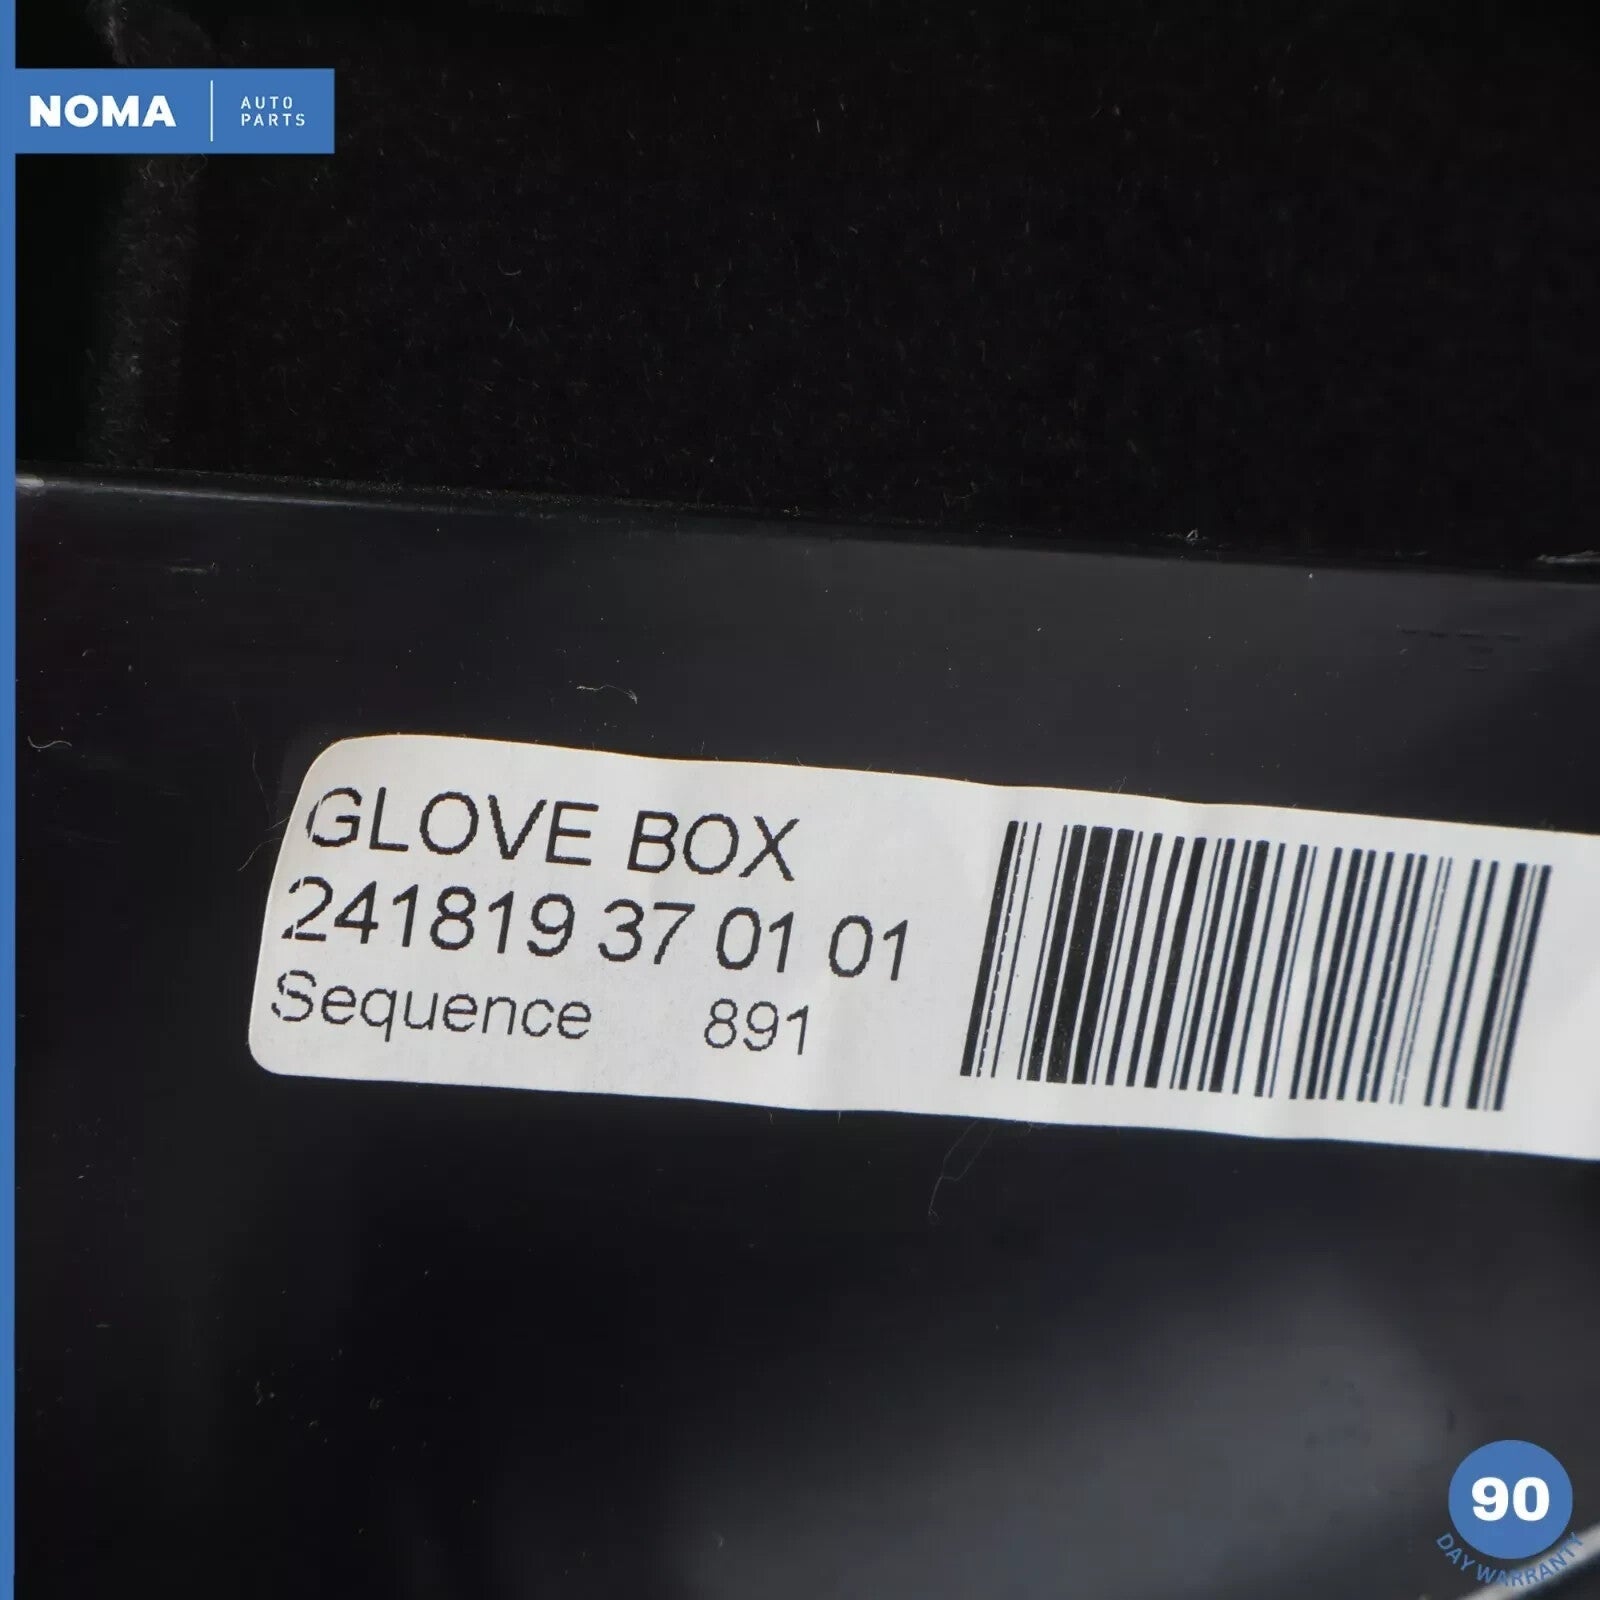 NOMA
AUTO
PARTS
GLOVE BOX
241819 37 01 01
Sequence 891
90
DAY WARRANTY